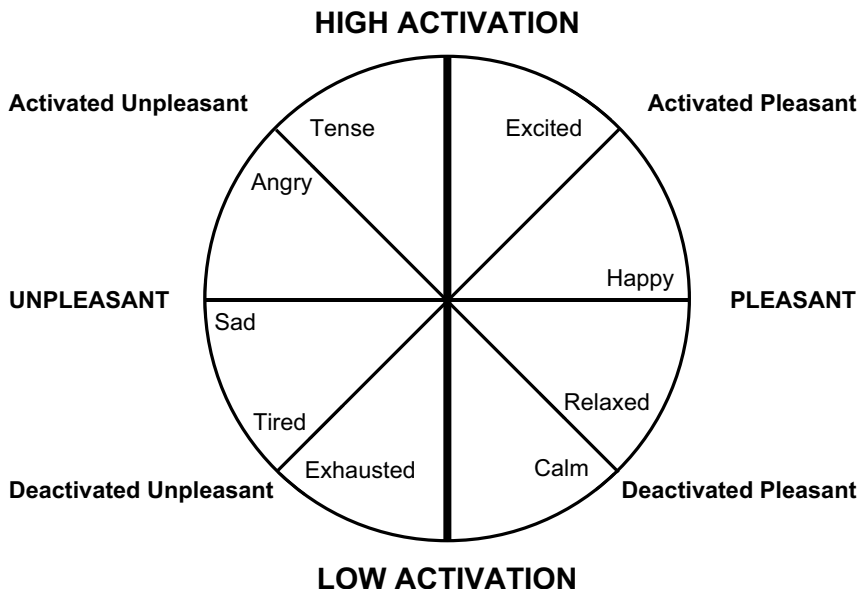 HIGH ACTIVATION
Activated Unpleasant
Activated Pleasant
Tense
Excited
Angry
Happy
UNPLEASANT
PLEASANT
Sad
Relaxed
Tired
Exhausted
Calm
Deactivated Unpleasant
Deactivated Pleasant
LOW ACTIVATION